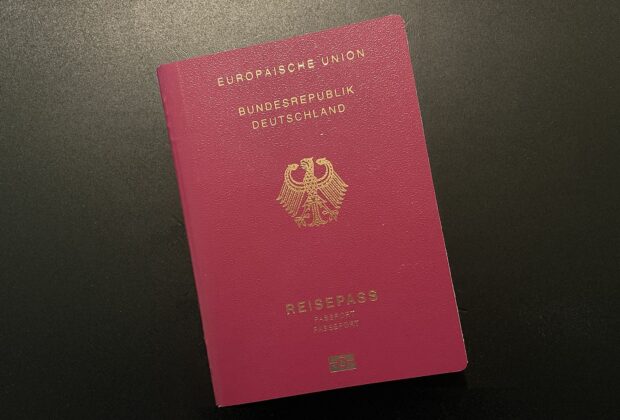 EUROPÄISCHE UNION
BUNDESREPUBLIK
DEUTSCHLAND
REISEPASS
PASSPORT
PASSEPORT